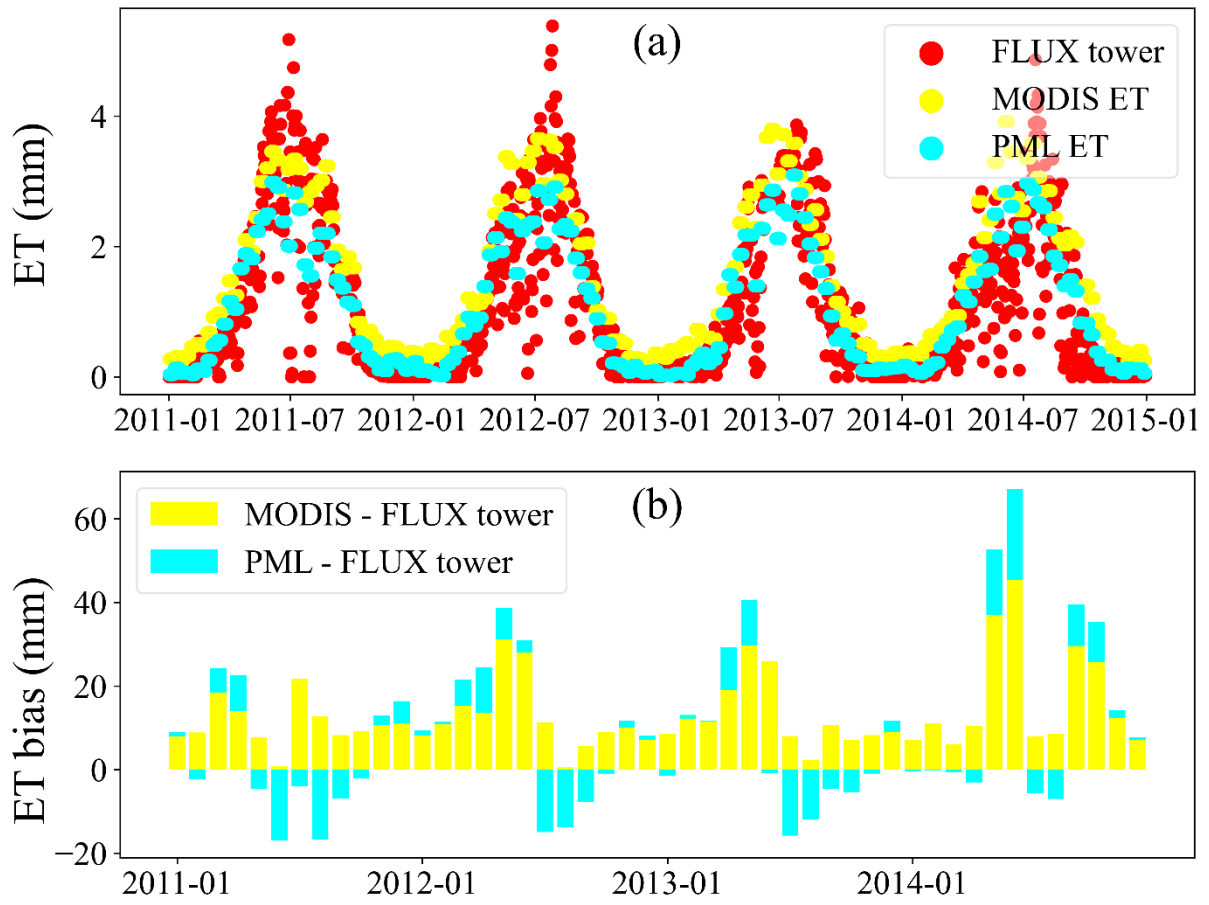 (a)
FLUX tower
MODIS ET
PML ET
ET (mm)
4
2
0
2011-01 2011-07 2012-01 2012-07 2013-01 2013-07 2014-01 2014-07 2015-01
(b)
MODIS - FLUX tower
PML - FLUX tower
ET bias (mm)
60
40
20
0
−20
2011-01 2012-01 2013-01 2014-01